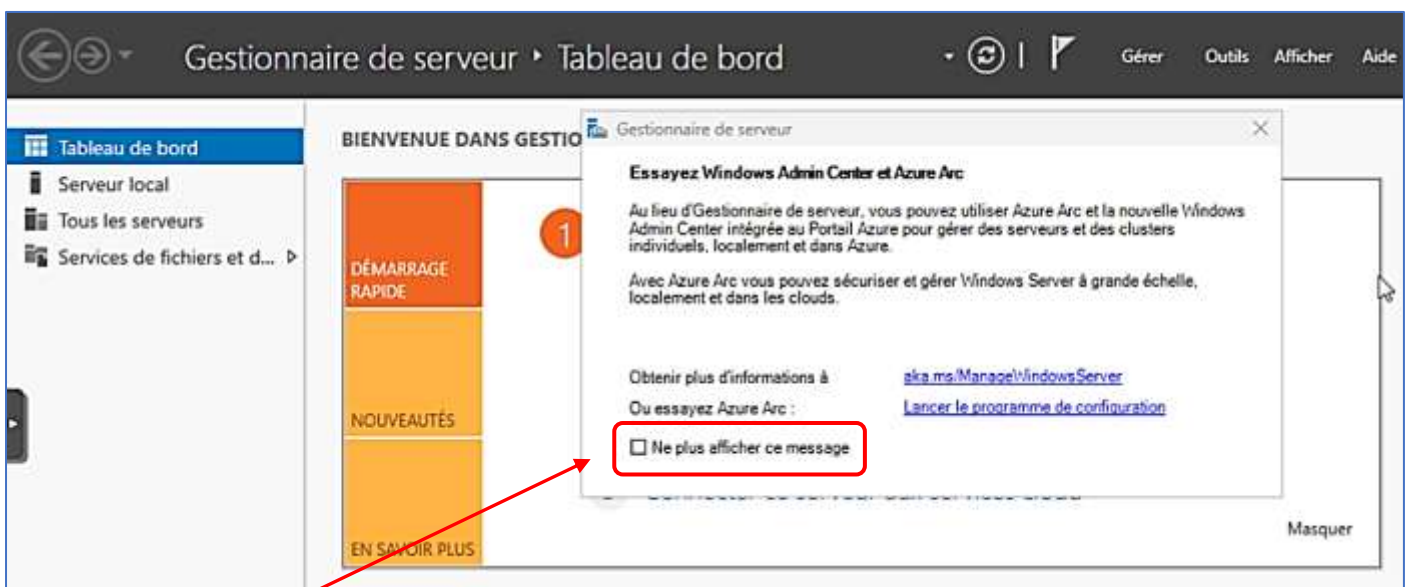 Gestionnaire de serveur ‣ Tableau de bord
Gérer Outils Afficher Aide
Tableau de bord
Serveur local
Tous les serveurs
Services de fichiers et d...
BIENVENUE DANS GESTIO
1
DÉMARRAGE
RAPIDE
NOUVEAUTÉS
EN SAVOIR PLUS
Gestionnaire de serveur
Essayez Windows Admin Center et Azure Arc
Au lieu d'Gestionnaire de serveur, vous pouvez utiliser Azure Arc et la nouvelle Windows
Admin Center intégrée au Portail Azure pour gérer des serveurs et des clusters
individuels, localement et dans Azure.
Avec Azure Arc vous pouvez sécuriser et gérer Windows Server à grande échelle,
localement et dans les clouds.
Obtenir plus d'informations à aka.ms/ManageWindowsServer
Ou essayez Azure Arc : Lancer le programme de configuration
Ne plus afficher ce message
Masquer